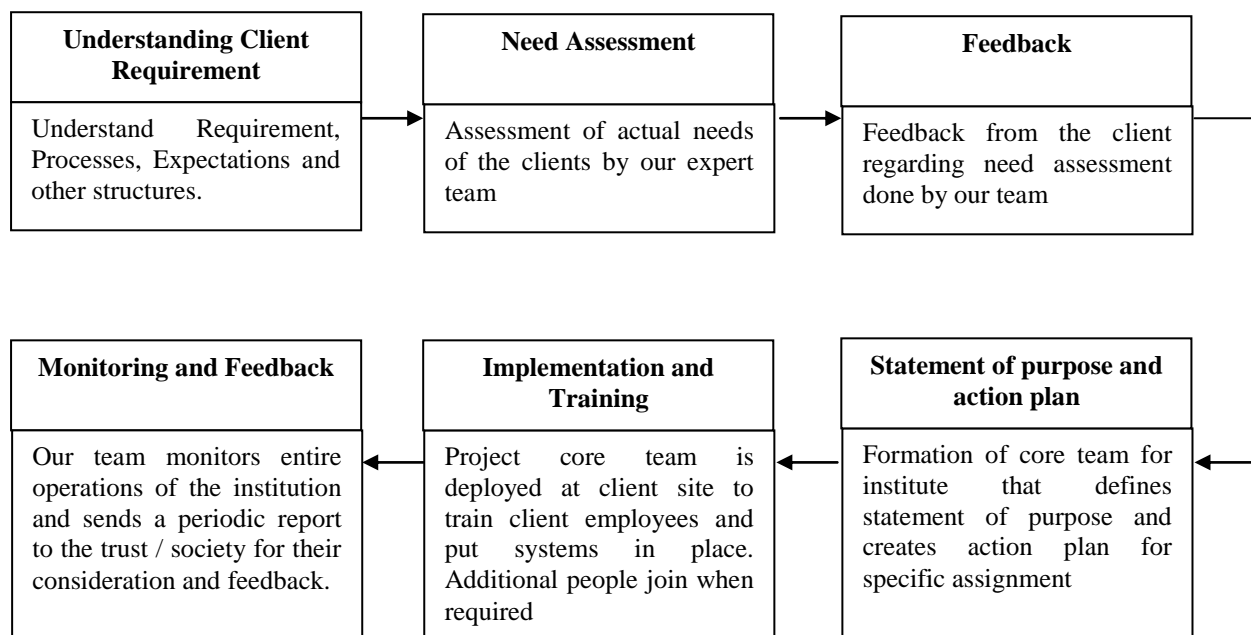 Understanding Client
Requirement
Understand Requirement,
Processes, Expectations and
other structures.
Need Assessment
Assessment of actual needs
of the clients by our expert
team
Feedback
Feedback from the client
regarding need assessment
done by our team
Statement of purpose and
action plan
Formation of core team for
institute that defines
statement of purpose and
creates action plan for
specific assignment
Implementation and
Training
Project core team is
deployed at client site to
train client employees and
put systems in place.
Additional people join when
required
Monitoring and Feedback
Our team monitors entire
operations of the institution
and sends a periodic report
to the trust / society for their
consideration and feedback.